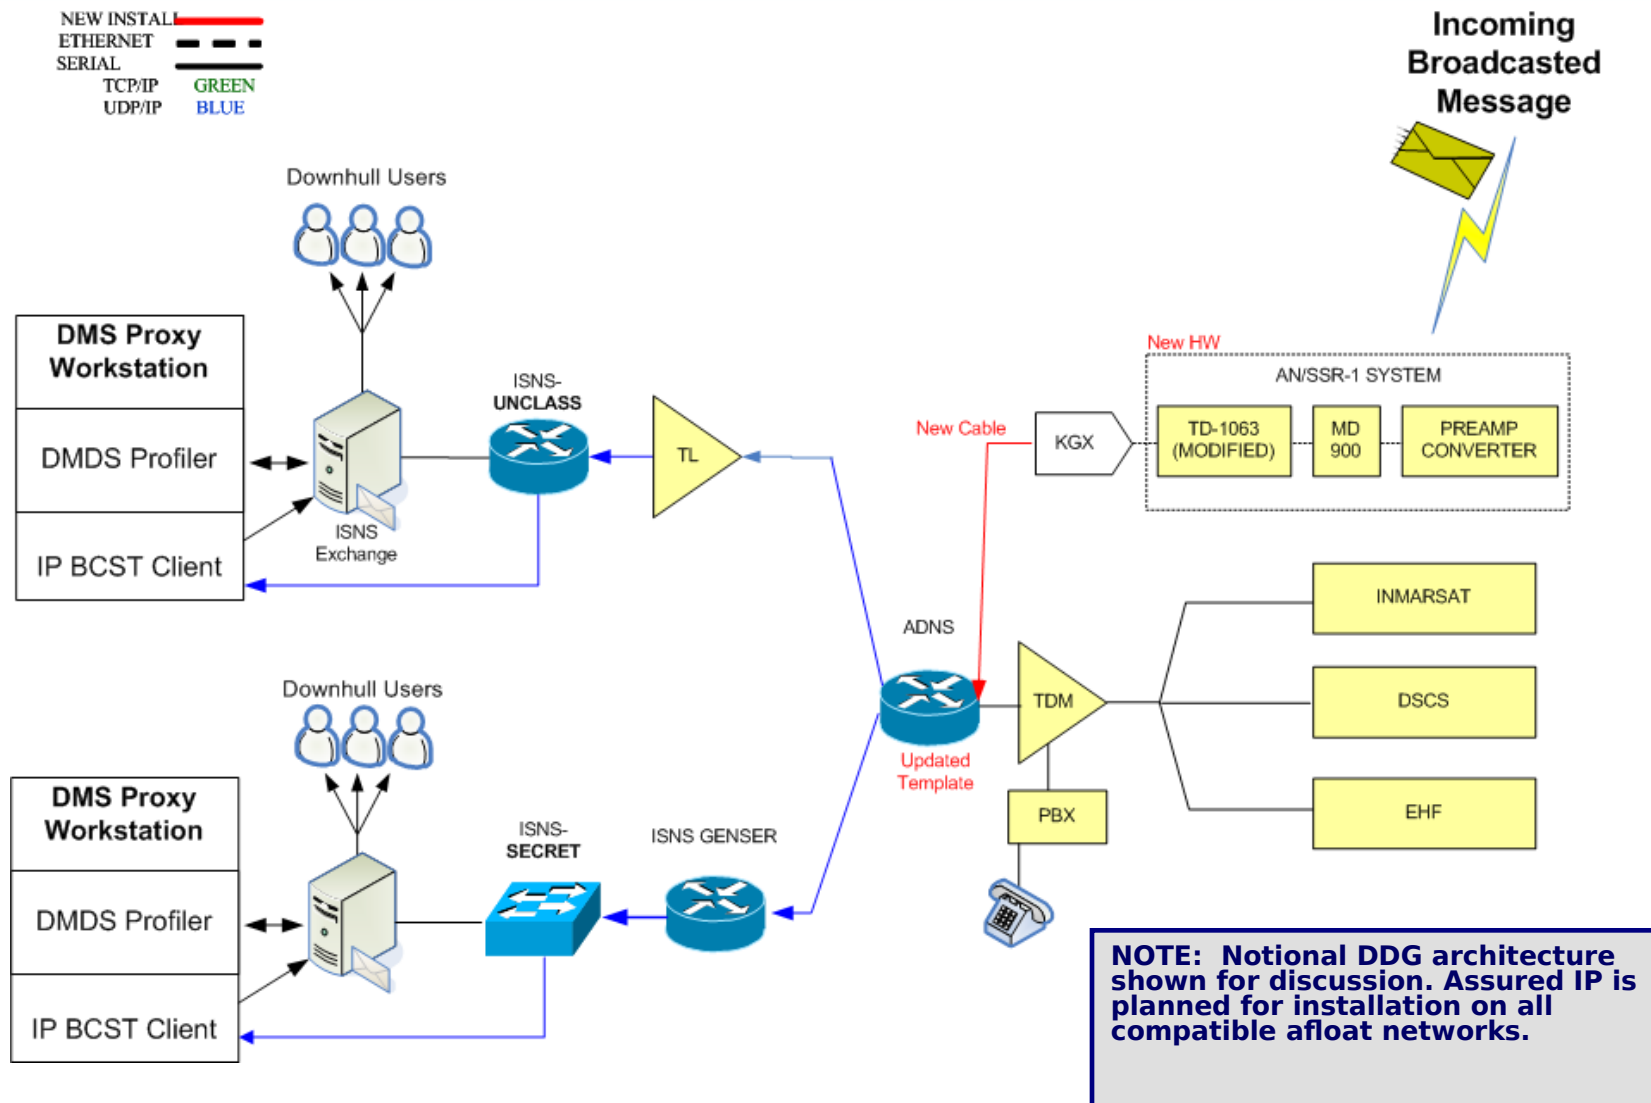 NEW INSTALL
ETHERNET
SERIAL
TCP/IP GREEN
UDP/IP BLUE
Incoming
Broadcasted
Message
Downhull Users
DMS Proxy
Workstation
DMDS Profiler
IP BCST Client
ISNS
Exchange
ISNS-
UNCLASS
TL
New Cable
KGX
New HW
AN/SSR-1 SYSTEM
TD-1063
(MODIFIED)
MD
900
PREAMP
CONVERTER
INMARSAT
DSCS
EHF
ADNS
Updated
Template
TDM
PBX
Downhull Users
DMS Proxy
Workstation
DMDS Profiler
IP BCST Client
ISNS-
SECRET
ISNS GENSER
NOTE: Notional DDG architecture
shown for discussion. Assured IP is
planned for installation on all
compatible afloat networks.